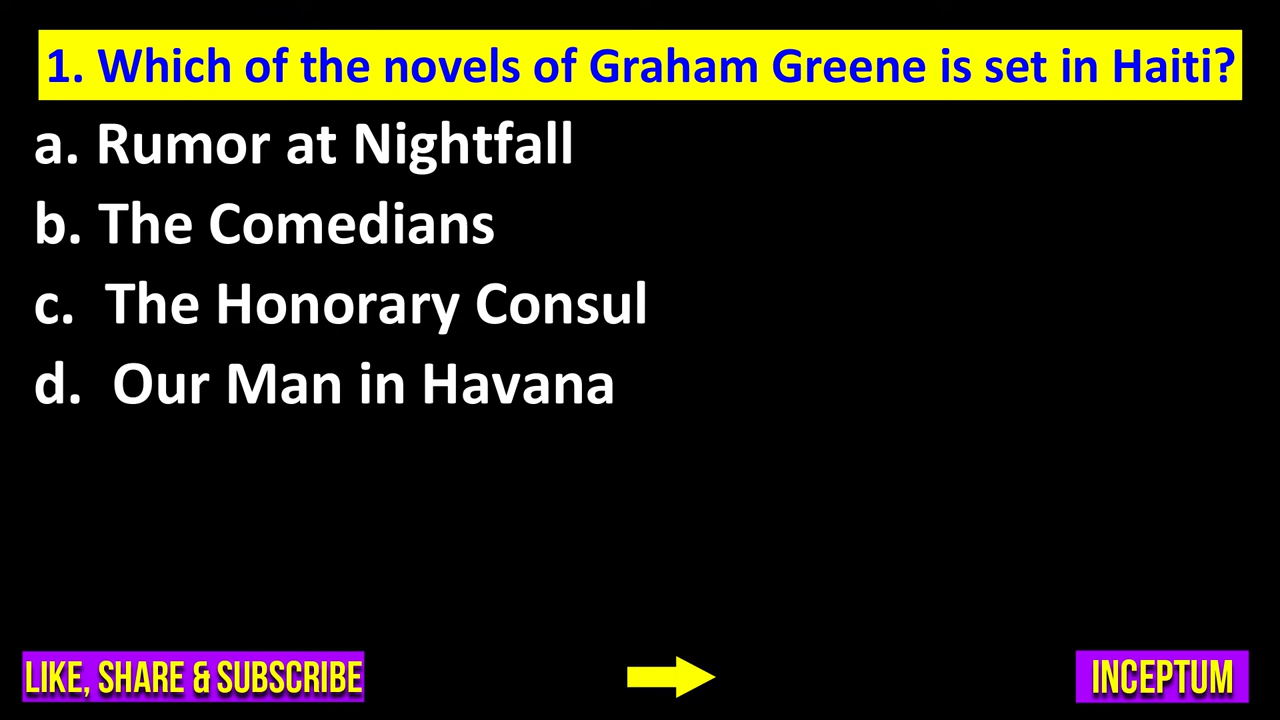 1. Which of the novels of Graham Greene is set in Haiti?
a. Rumor at Nightfall
b. The Comedians
c. The Honorary Consul
d. Our Man in Havana
LIKE, SHARE & SUBSCRIBE
INCEPTUM